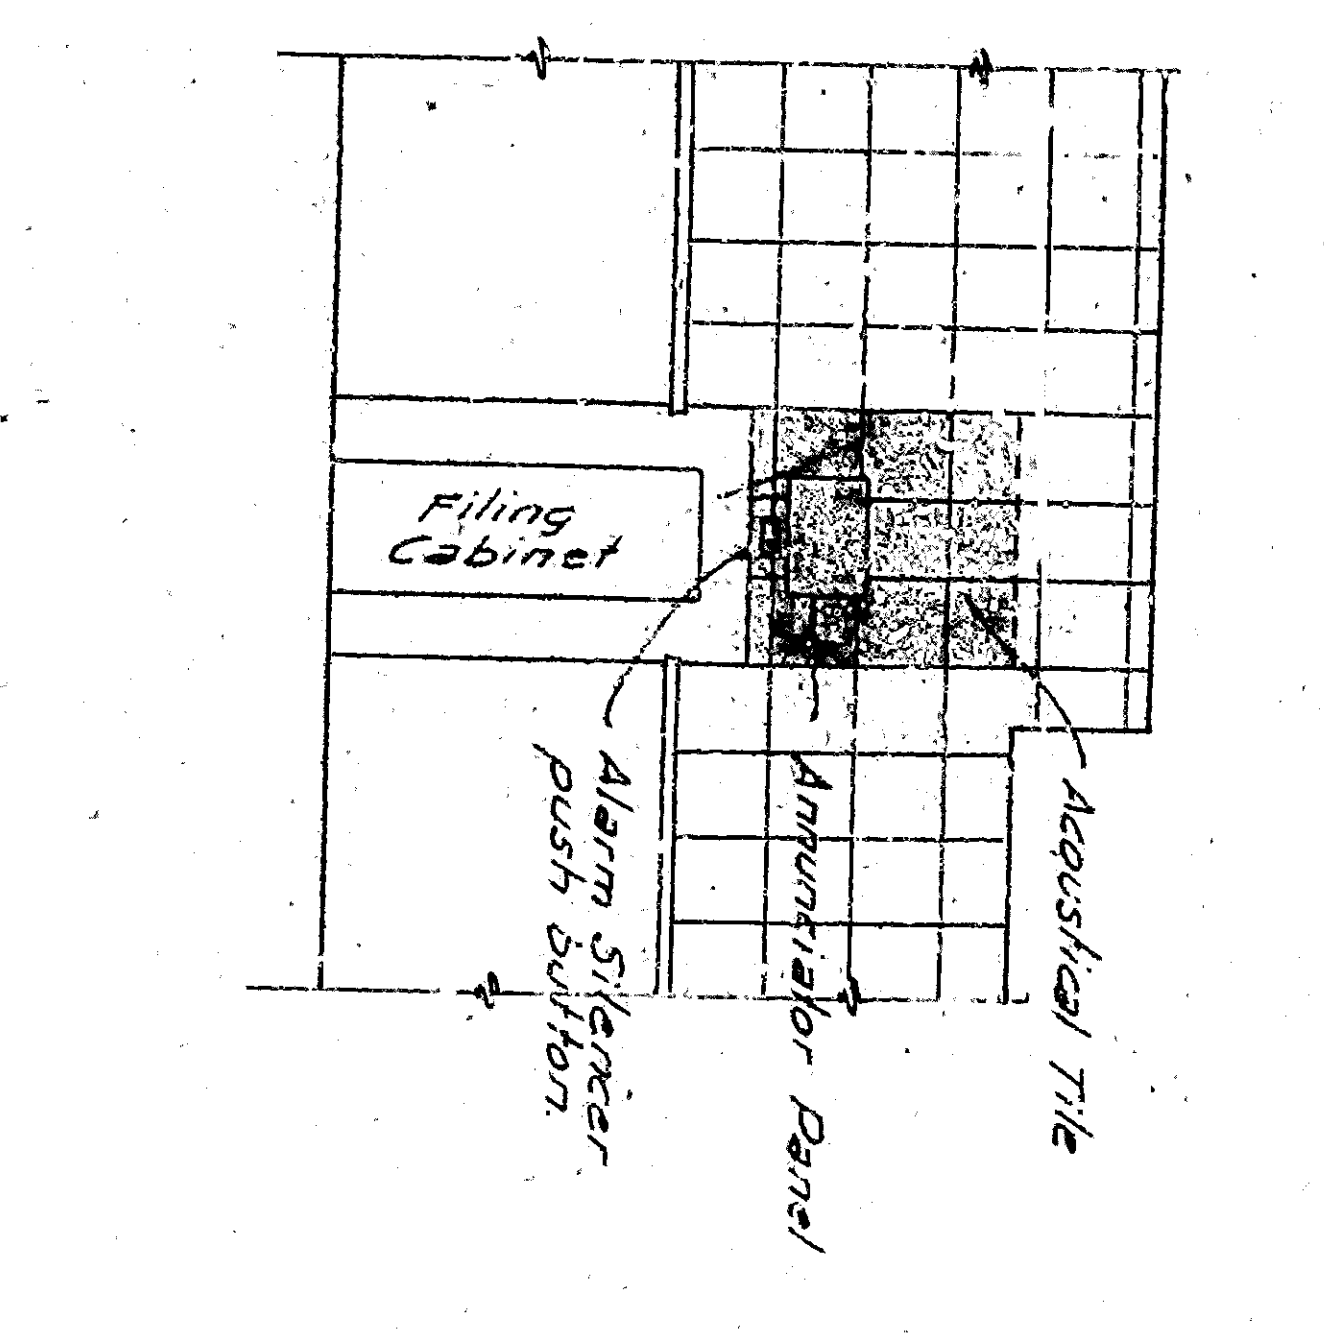 Filing
Cabinet
Acoustical Tile
Annunciator Panel
Alarm Silencer
push button.